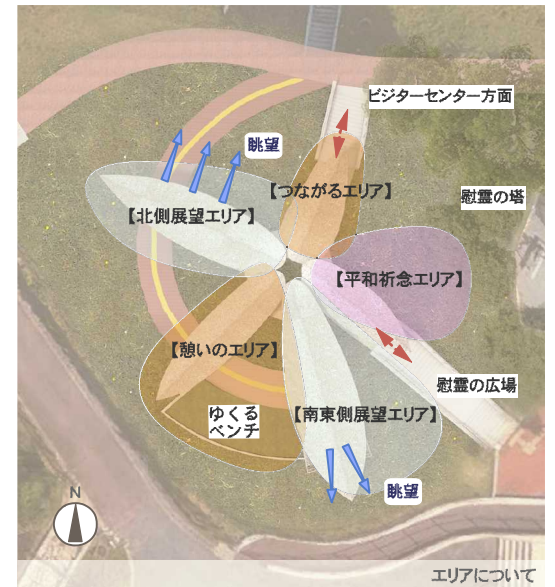 ビジターセンター方面
眺望
【つながるエリア】
慰霊の塔
【北側展望エリア】
【平和祈念エリア】
【憩いのエリア】
慰霊の広場
ゆくる
ベンチ
【南東側展望エリア】
眺望
N
エリアについて